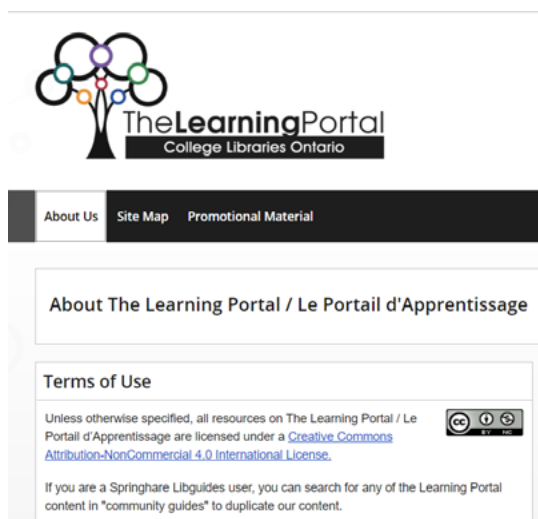 TheLearningPortal
College Libraries Ontario
About Us Site Map Promotional Material
About The Learning Portal / Le Portail d'Apprentissage
Terms of Use
Unless otherwise specified, all resources on The Learning Portal / Le
Portail d'Apprentissage are licensed under a Creative Commons
Attribution-NonCommercial 4.0 International License.
cc BY NC
If you are a Springhare Libguides user, you can search for any of the Learning Portal
content in "community guides" to duplicate our content.